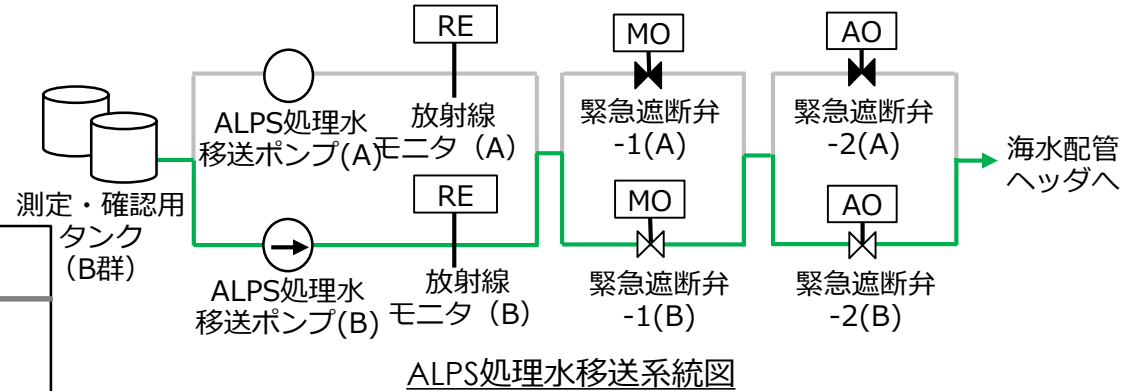 RE
MO
AO
ALPS処理水
移送ポンプ(A)
放射線
モニタ（A）
緊急遮断弁
-1(A)
緊急遮断弁
-2(A)
測定・確認用
タンク
（B群）
海水配管
ヘッダへ
RE
MO
AO
ALPS処理水
移送ポンプ(B)
放射線
モニタ（B）
緊急遮断弁
-1(B)
緊急遮断弁
-2(B)
ALPS処理水移送系統図